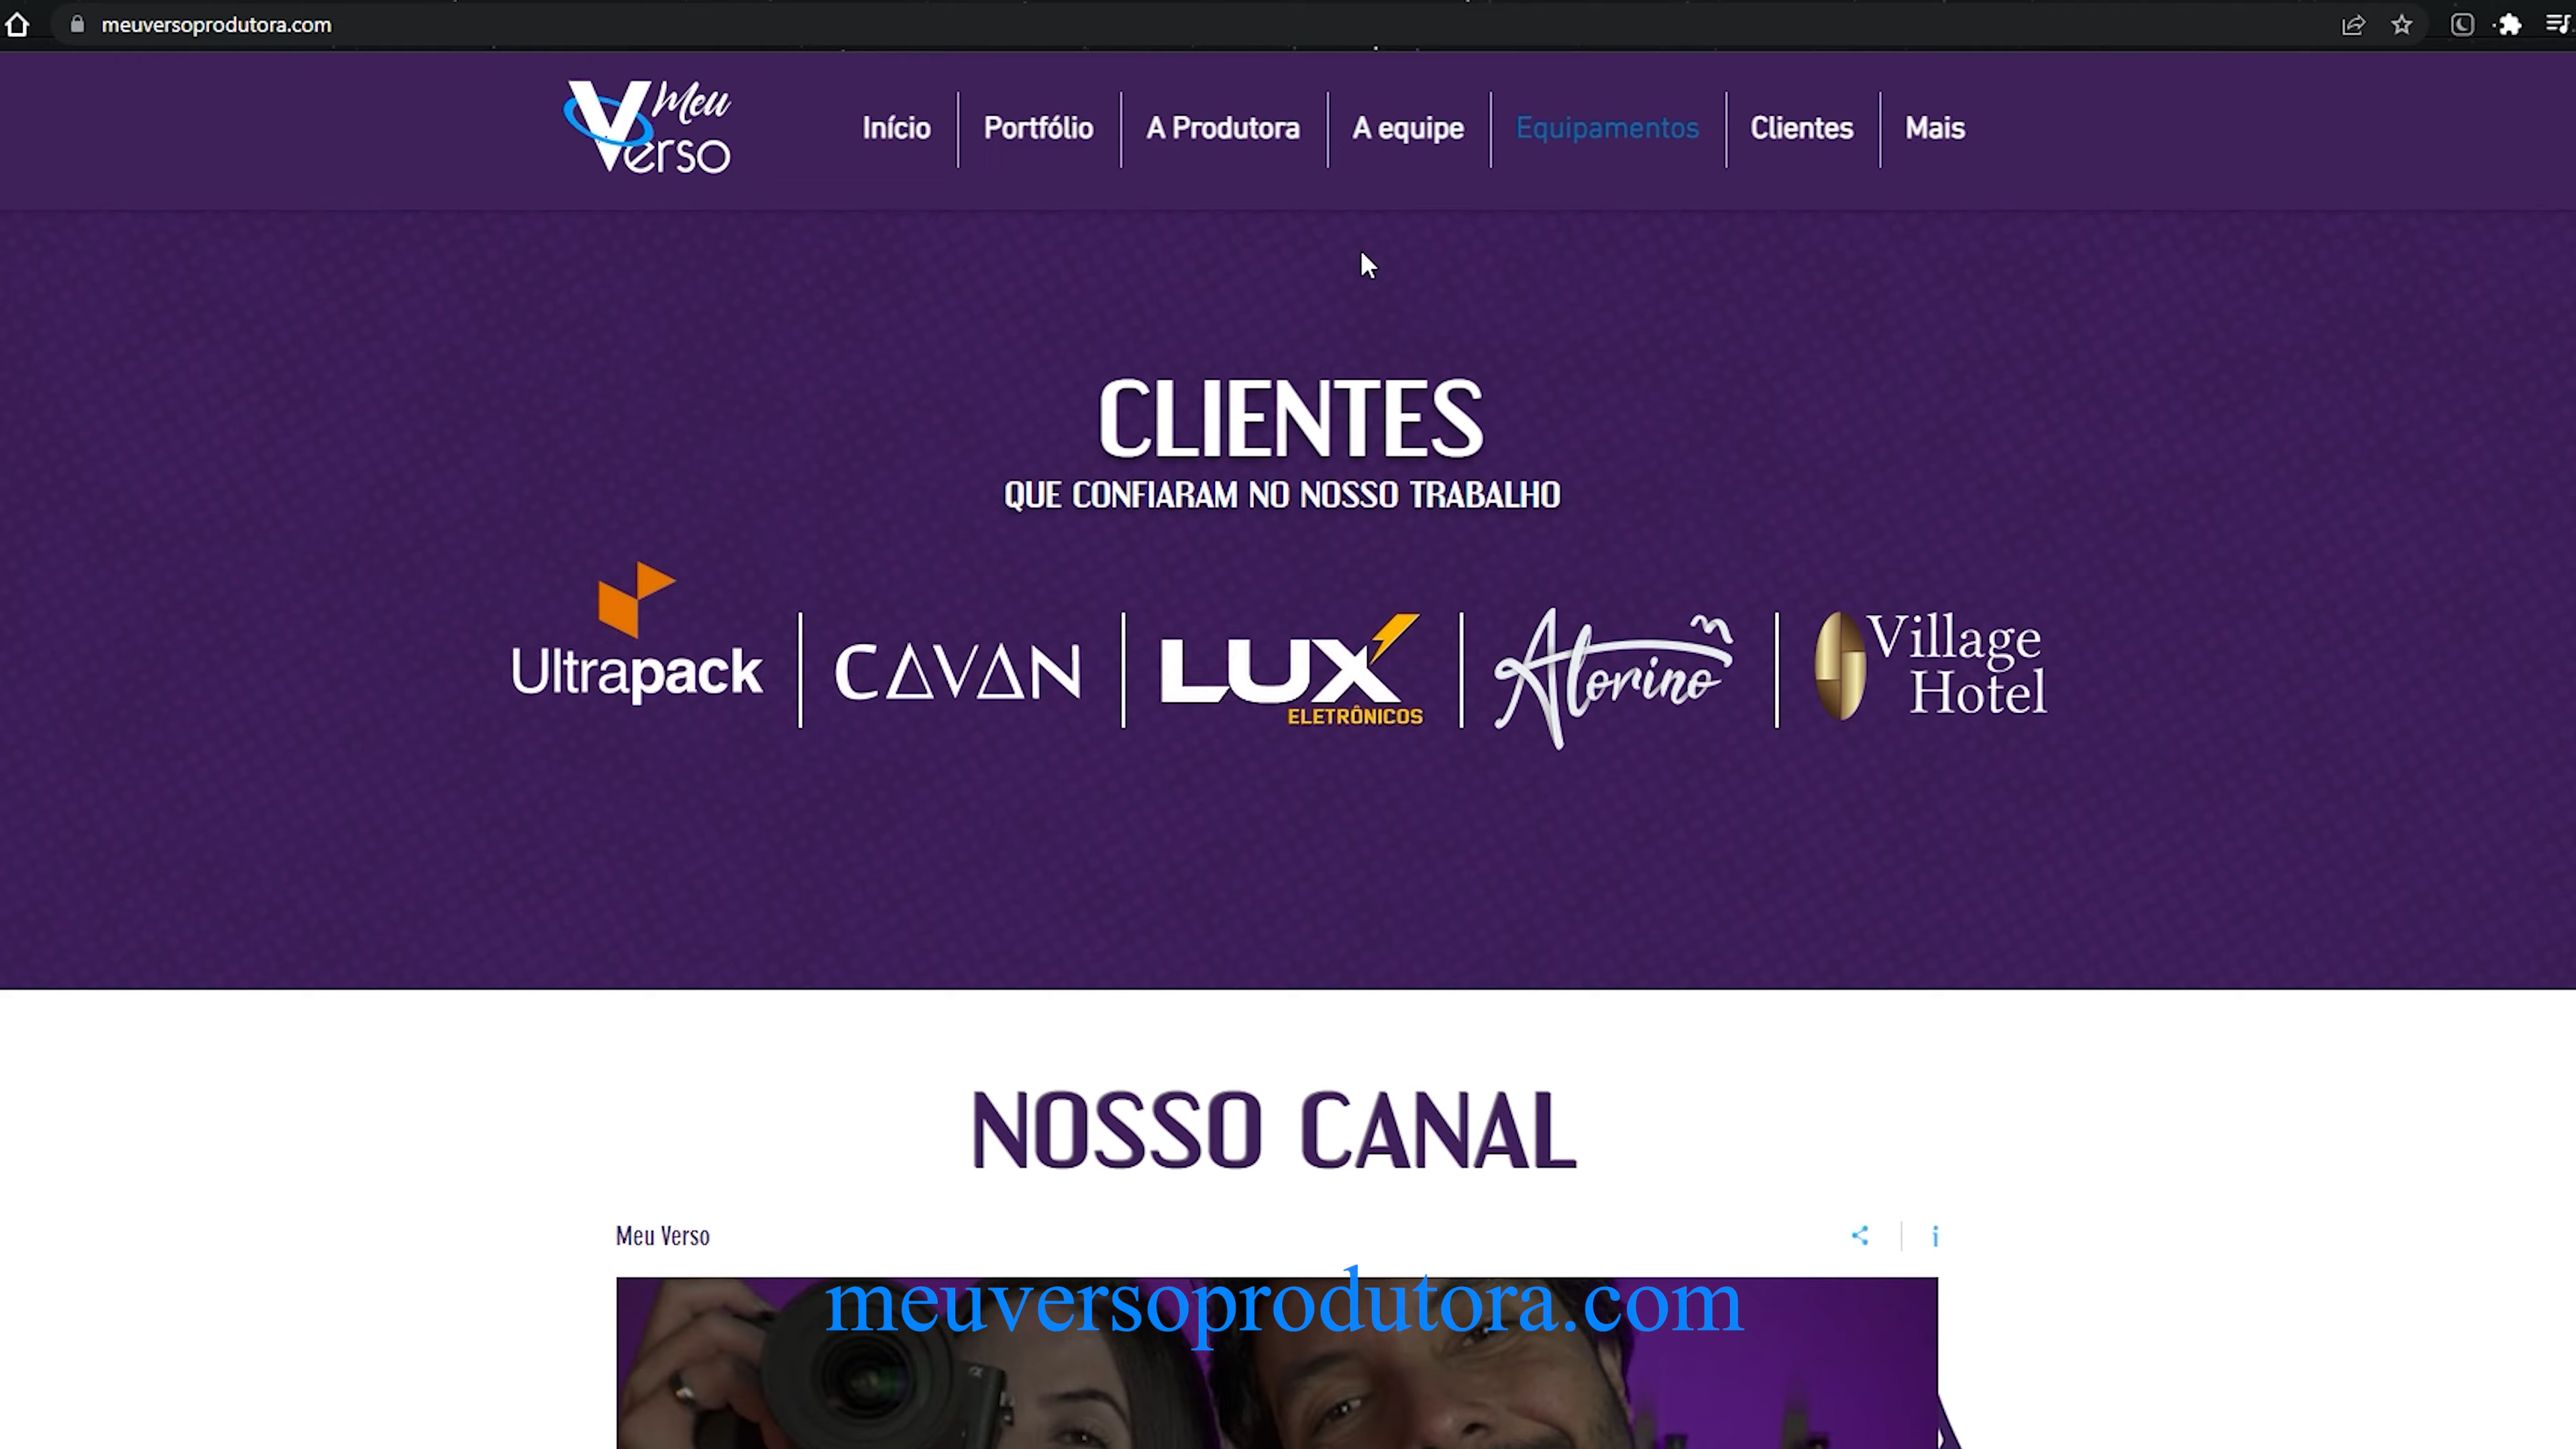 meuversoprodutora.com
Meu
Verso
Início
Portfólio
A Produtora
A equipe
Equipamentos
Clientes
Mais
CLIENTES
QUE CONFIARAM NO NOSSO TRABALHO
Ultrapack
CAVAN
LUX
ELETRÔNICOS
Alorino
Village
Hotel
NOSSO CANAL
Meu Verso
meuversoprodutora.com